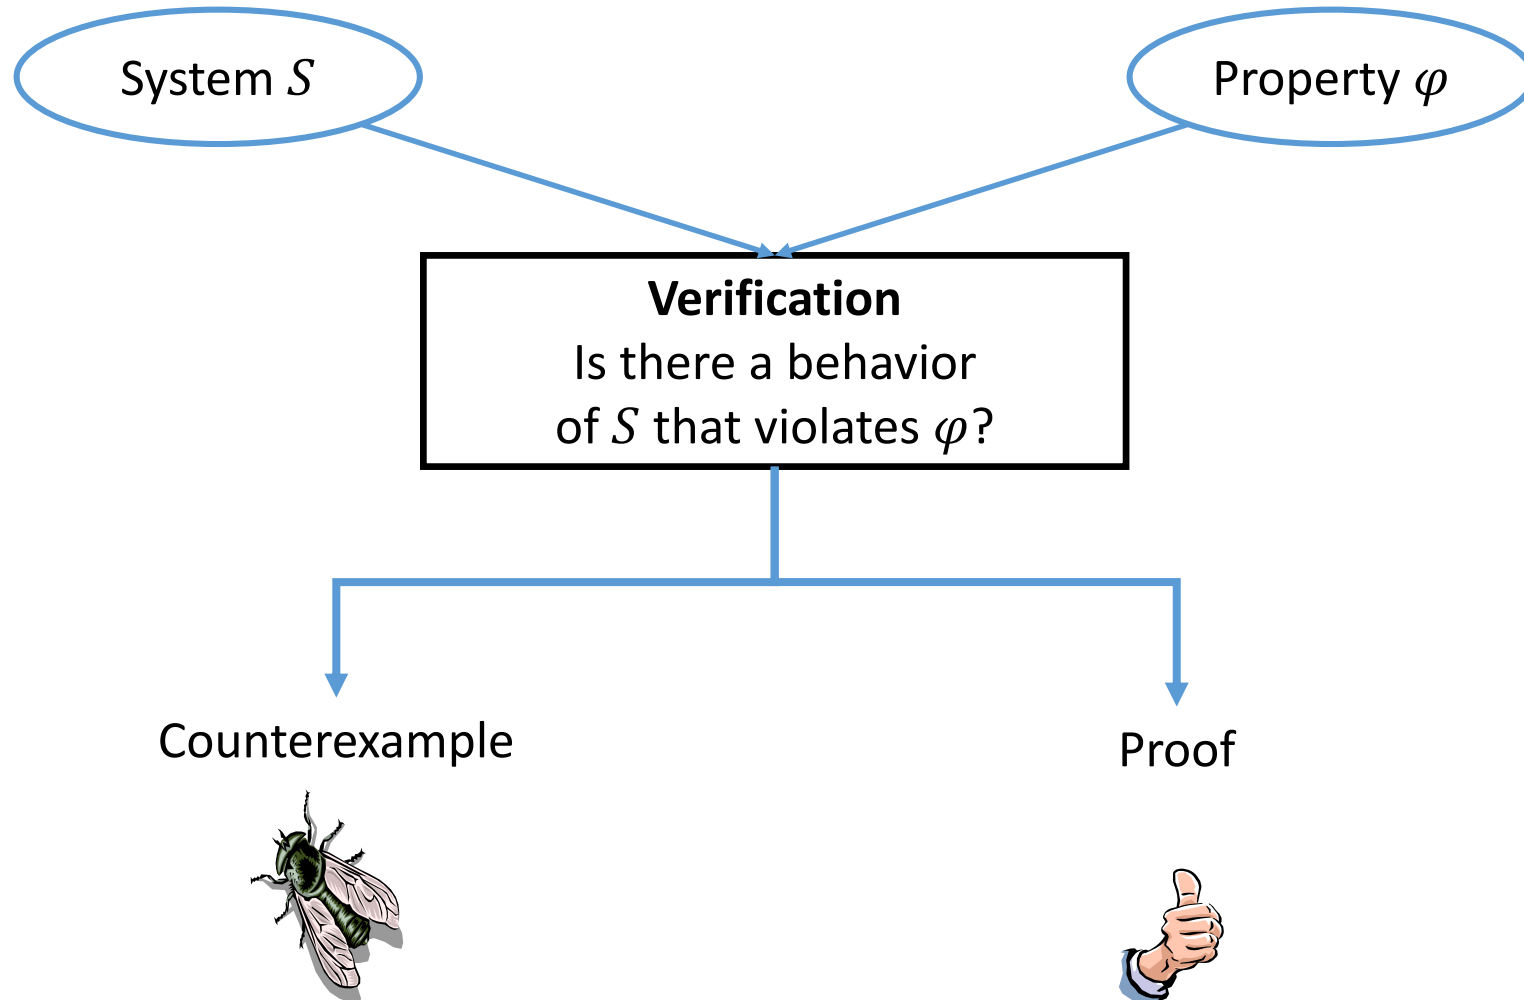 System 𝑆
Property 𝜑
Verification
Is there a behavior
of 𝑆 that violates 𝜑?
Counterexample
Proof